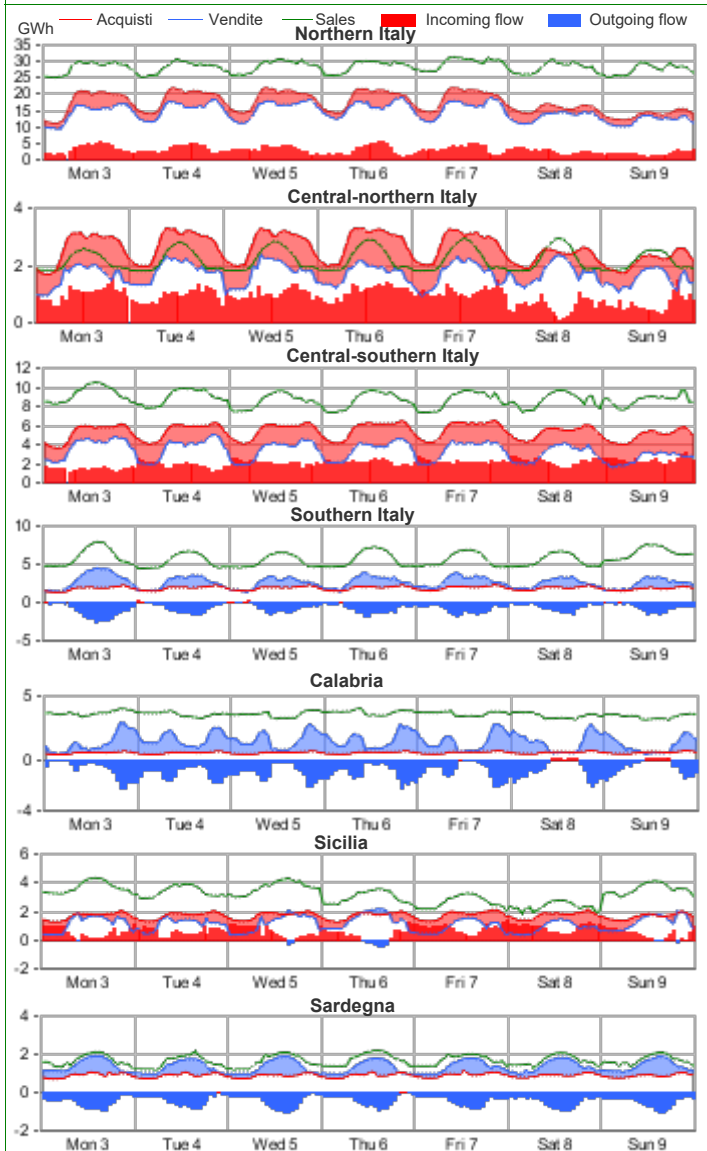 GWh Acquisti Vendite Sales Incoming flow Outgoing flow
Northern Italy
35
30
25
20
15
10
5
0
Mon 3 Tue 4 Wed 5 Thu 6 Fri 7 Sat 8 Sun 9
Central-northern Italy
4
2
0
Mon 3 Tue 4 Wed 5 Thu 6 Fri 7 Sat 8 Sun 9
Central-southern Italy
12
10
8
6
4
2
0
Mon 3 Tue 4 Wed 5 Thu 6 Fri 7 Sat 8 Sun 9
Southern Italy
10
5
0
-5
Mon 3 Tue 4 Wed 5 Thu 6 Fri 7 Sat 8 Sun 9
Calabria
5
0
-4
Mon 3 Tue 4 Wed 5 Thu 6 Fri 7 Sat 8 Sun 9
Sicilia
6
4
2
0
-2
Mon 3 Tue 4 Wed 5 Thu 6 Fri 7 Sat 8 Sun 9
Sardegna
4
2
0
-2
Mon 3 Tue 4 Wed 5 Thu 6 Fri 7 Sat 8 Sun 9